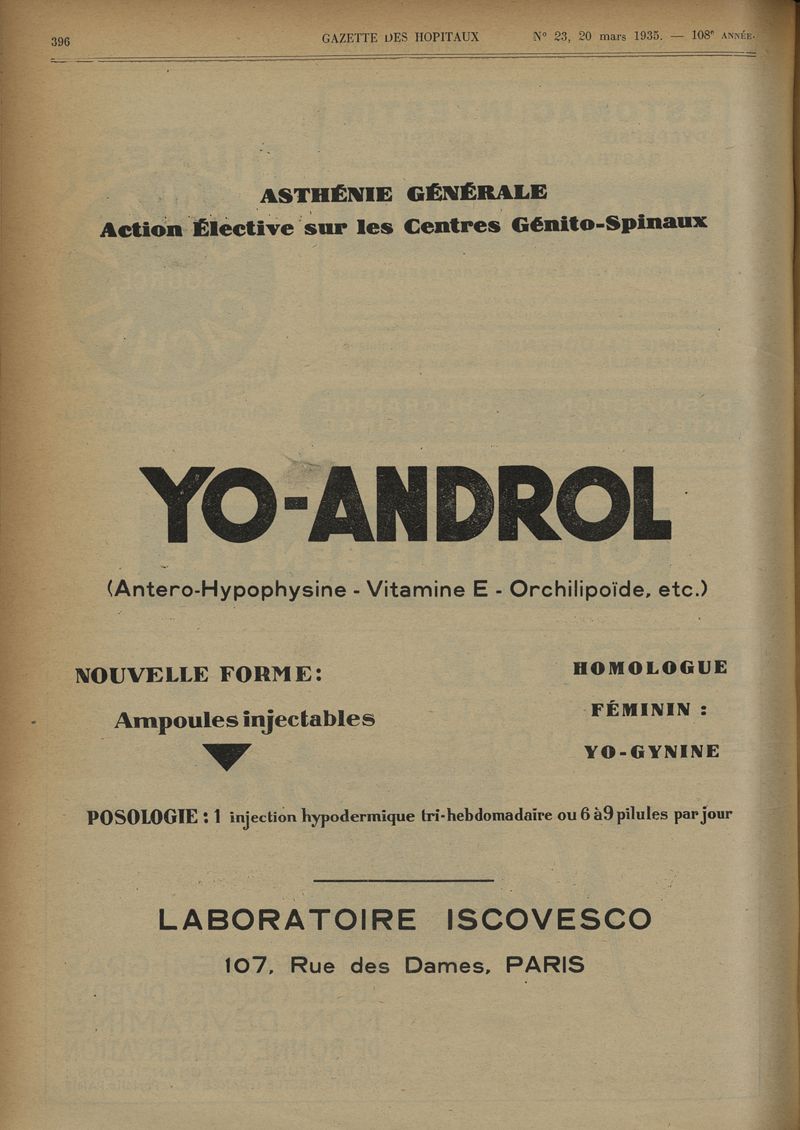 396
GAZETTE DES HOPITAUX
N° 23, 20 mars 1935. — 108e ANNÉE.
ASTHÉNIE GÉNÉRALE
Action Élective sur les Centres Génito-Spinaux
YO-ANDROL
(Antero-Hypophysine - Vitamine E - Orchilipoïde, etc.)
NOUVELLE FORME:
Ampoules injectables
HOMOLOGUE
FÉMININ :
YO-GYNINE
POSOLOGIE : 1 injection hypodermique tri-hebdomadaire ou 6 à 9 pilules par jour
LABORATOIRE ISCOVESCO
107, Rue des Dames, PARIS